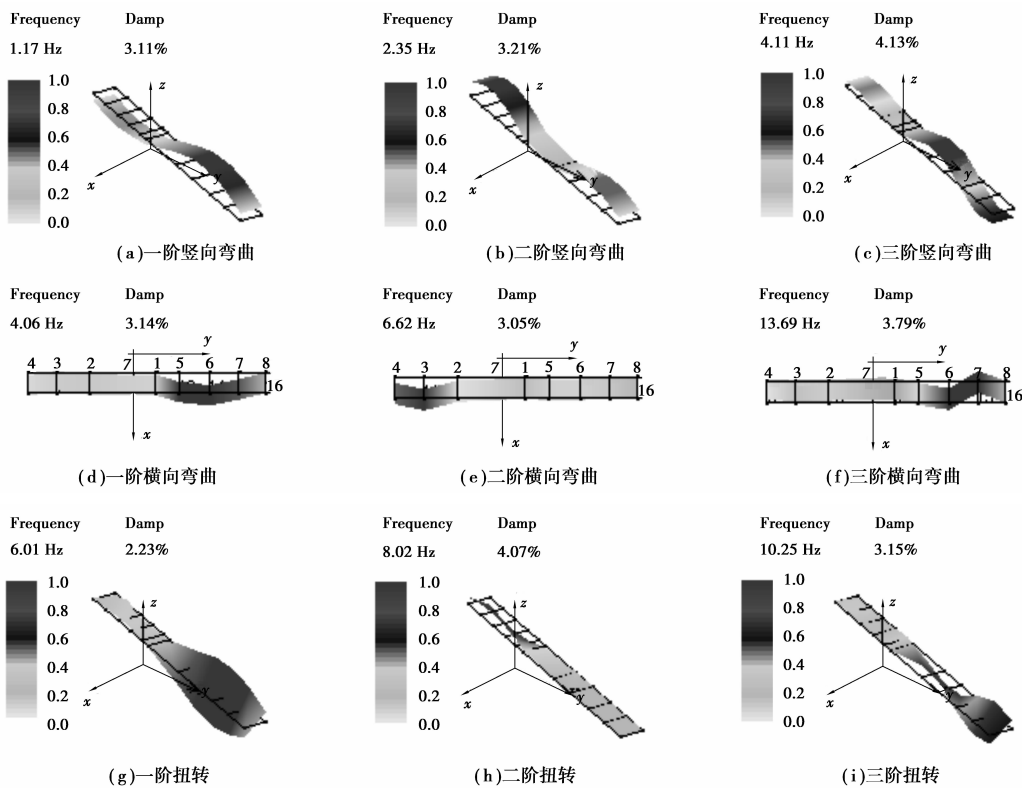 Frequency Damp
1.17 Hz 3.11%
1.0
0.8
0.6
0.4
0.2
0.0
z
x
y
(a)一阶竖向弯曲
Frequency Damp
2.35 Hz 3.21%
1.0
0.8
0.6
0.4
0.2
0.0
z
x
y
(b)二阶竖向弯曲
Frequency Damp
4.11 Hz 4.13%
1.0
0.8
0.6
0.4
0.2
0.0
z
x
y
(c)三阶竖向弯曲
Frequency Damp
4.06 Hz 3.14%
y
4 3 2 7 1 5 6 7 8
16
x
(d)一阶横向弯曲
Frequency Damp
6.62 Hz 3.05%
y
4 3 2 7 1 5 6 7 8
16
x
(e)二阶横向弯曲
Frequency Damp
13.69 Hz 3.79%
y
4 3 2 7 1 5 6 7 8
16
x
(f)三阶横向弯曲
Frequency Damp
6.01 Hz 2.23%
1.0
0.8
0.6
0.4
0.2
0.0
z
x
y
(g)一阶扭转
Frequency Damp
8.02 Hz 4.07%
1.0
0.8
0.6
0.4
0.2
0.0
z
x
y
(h)二阶扭转
Frequency Damp
10.25 Hz 3.15%
1.0
0.8
0.6
0.4
0.2
0.0
z
x
y
(i)三阶扭转